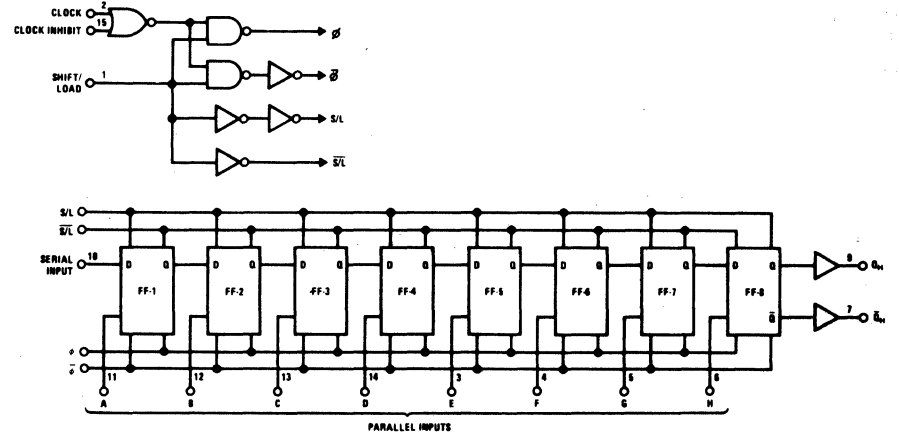 CLOCK 2
CLOCK INHIBIT 15
SHIFT/
LOAD 1
ϕ
ϕ̅
S/L
S̅/̅L̅
S/L
S̅/̅L̅
SERIAL
INPUT 10
D Q D Q D Q D Q D Q D Q D Q D Q
FF-1 FF-2 FF-3 FF-4 FF-5 FF-6 FF-7 FF-8
Q̅
9 QH
7 Q̅H
ϕ
ϕ̅
11 12 13 14 3 4 5 6
A B C D E F G H
PARALLEL INPUTS